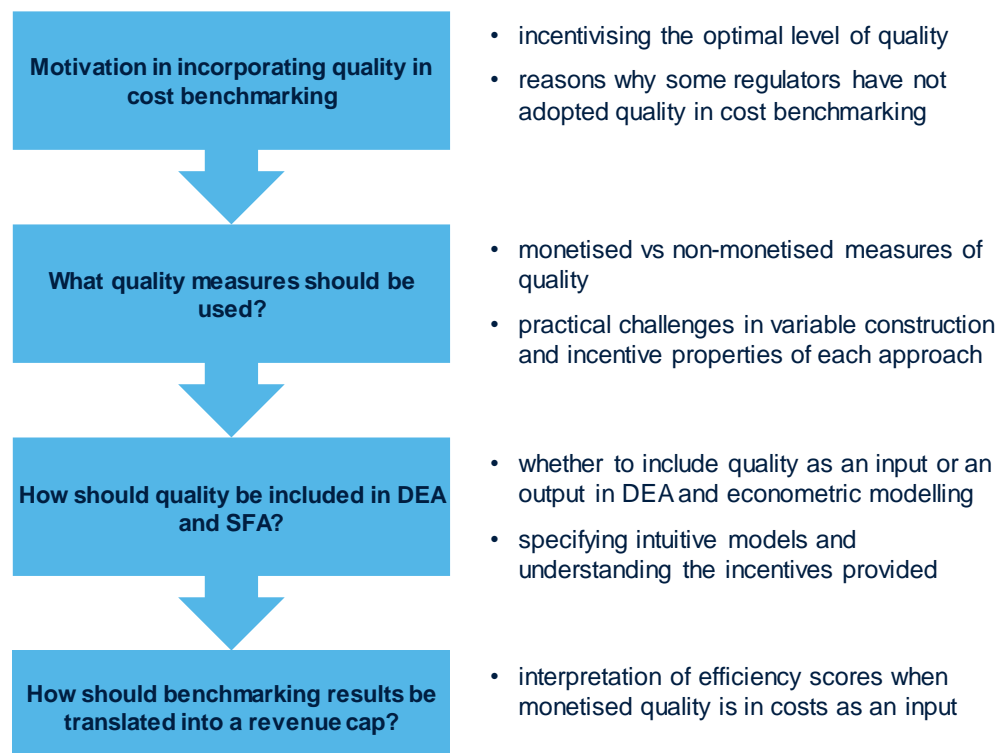 Motivation in incorporating quality in
cost benchmarking
• incentivising the optimal level of quality
• reasons why some regulators have not
adopted quality in cost benchmarking
What quality measures should be
used?
• monetised vs non-monetised measures of
quality
• practical challenges in variable construction
and incentive properties of each approach
How should quality be included in DEA
and SFA?
• whether to include quality as an input or an
output in DEA and econometric modelling
• specifying intuitive models and
understanding the incentives provided
How should benchmarking results be
translated into a revenue cap?
• interpretation of efficiency scores when
monetised quality is in costs as an input